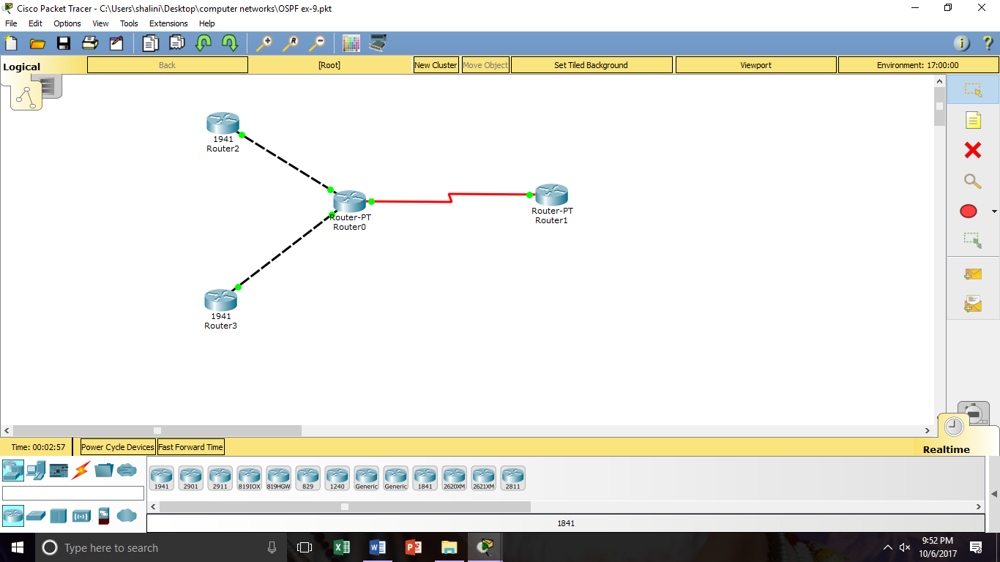 Cisco Packet Tracer - C:\Users\shalini\Desktop\computer networks\OSPF ex-9.pkt
File Edit Options View Tools Extensions Help
Logical Back [Root] New Cluster Move Object Set Tiled Background Viewport Environment: 17:00:00
1941
Router2
Router-PT
Router0
Router-PT
Router1
1941
Router3
Time: 00:02:57 Power Cycle Devices Fast Forward Time Realtime
1941 2901 2911 819IOX 819HGW 829 1240 Generic Generic 1841 2620XM 2621XM 2811
1841
Type here to search
9:52 PM
10/6/2017